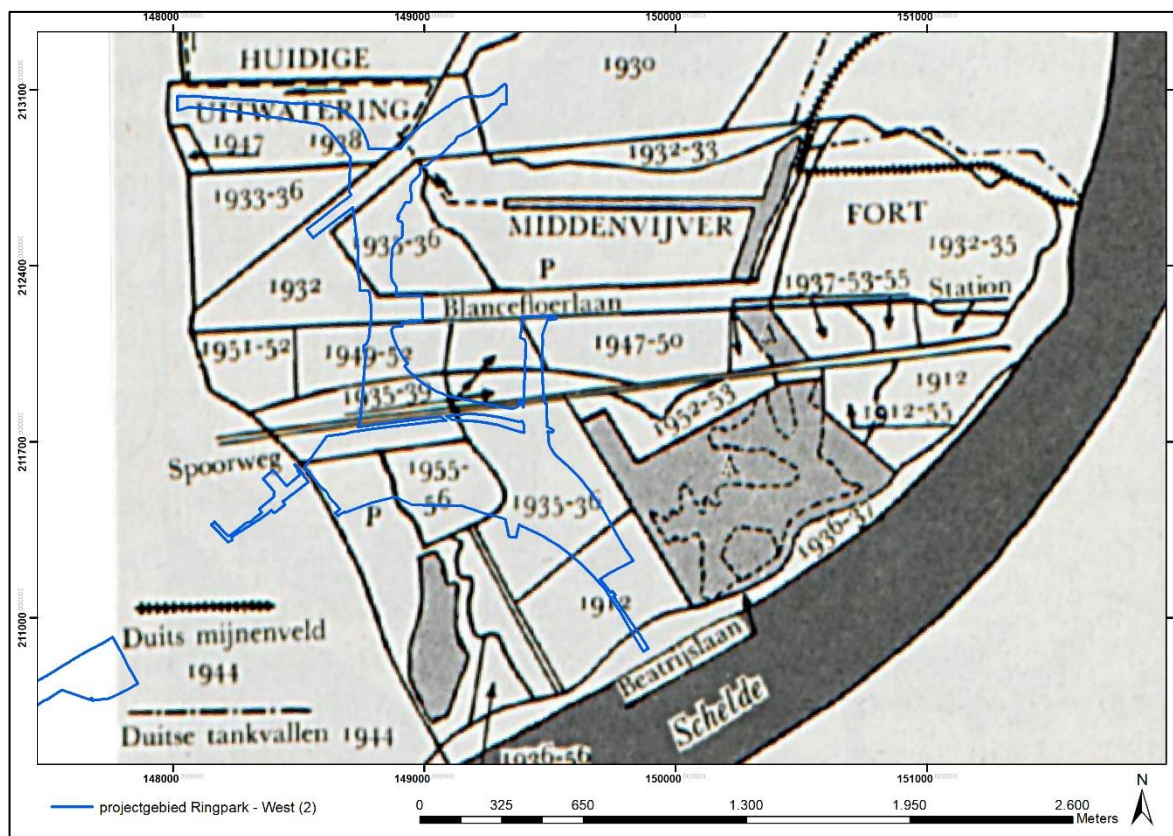 148000
149000
150000
151000
213100
212400
211700
211000
HUIDIGE
UITWATERING
1947
1938
1930
1932-33
1933-36
1935-36
MIDDENVIJVER
FORT
1932-35
P
1932
Blancefloerlaan
1937-53-55
Station
1951-52
1949-52
1947-50
1935-39
1952-53
1912
1912-55
Spoorweg
1955-
56
P
1935-36
A
1936-37
1912
Duits mijnenveld
1944
Beatrijslaan
Schelde
Duitse tankvallen 1944
1926-56
148000
149000
150000
151000
projectgebied Ringpark - West (2)
0
325
650
1.300
1.950
2.600
Meters
N